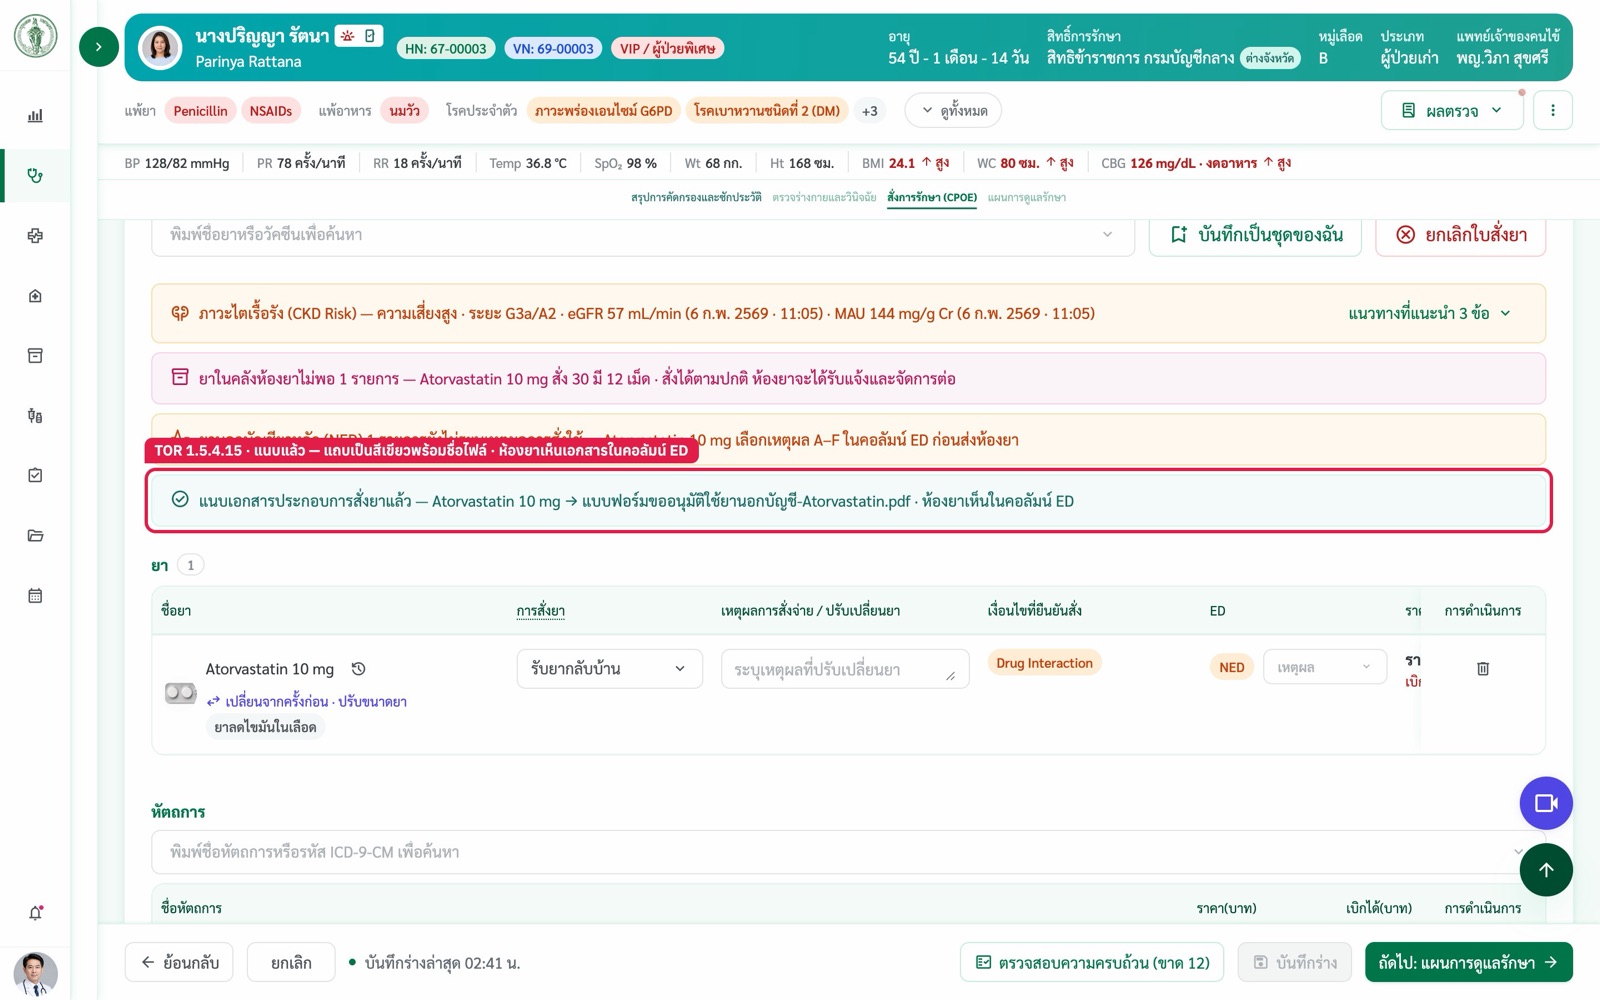 นางปริญญา รัตนา
Parinya Rattana
HN: 67-00003
VN: 69-00003
VIP / ผู้ป่วยพิเศษ
อายุ
54 ปี - 1 เดือน - 14 วัน
สิทธิ์การรักษา
สิทธิข้าราชการ กรมบัญชีกลาง ต่างจังหวัด
หมู่เลือด
B
ประเภท
ผู้ป่วยเก่า
แพทย์เจ้าของคนไข้
พญ.วิภา สุขศรี
แพ้ยา Penicillin NSAIDs แพ้อาหาร นมวัว โรคประจำตัว ภาวะพร่องเอนไซม์ G6PD โรคเบาหวานชนิดที่ 2 (DM) +3 ดูทั้งหมด
ผลตรวจ
BP 128/82 mmHg PR 78 ครั้ง/นาที RR 18 ครั้ง/นาที Temp 36.8 °C SpO₂ 98 % Wt 68 กก. Ht 168 ซม. BMI 24.1 ↑ สูง WC 80 ซม. ↑ สูง CBG 126 mg/dL · งดอาหาร ↑ สูง
สรุปการคัดกรองและซักประวัติ ตรวจร่างกายและวินิจฉัย สั่งการรักษา (CPOE) แผนการดูแลรักษา
พิมพ์ชื่อยาหรือวัคซีนเพื่อค้นหา
บันทึกเป็นชุดของฉัน
ยกเลิกใบสั่งยา
ภาวะไตเรื้อรัง (CKD Risk) — ความเสี่ยงสูง · ระยะ G3a/A2 · eGFR 57 mL/min (6 ก.พ. 2569 · 11:05) · MAU 144 mg/g Cr (6 ก.พ. 2569 · 11:05)
แนวทางที่แนะนำ 3 ข้อ
ยาในคลังห้องยาไม่พอ 1 รายการ — Atorvastatin 10 mg สั่ง 30 มี 12 เม็ด · สั่งได้ตามปกติ ห้องยาจะได้รับแจ้งและจัดการต่อ
0 mg เลือกเหตุผล A–F ในคอลัมน์ ED ก่อนส่งห้องยา
TOR 1.5.4.15 · แนบแล้ว — แถบเป็นสีเขียวพร้อมชื่อไฟล์ · ห้องยาเห็นเอกสารในคอลัมน์ ED
แนบเอกสารประกอบการสั่งยาแล้ว — Atorvastatin 10 mg → แบบฟอร์มขออนุมัติใช้ยานอกบัญชี-Atorvastatin.pdf · ห้องยาเห็นในคอลัมน์ ED
ยา 1
ชื่อยา การสั่งยา เหตุผลการสั่งจ่าย / ปรับเปลี่ยนยา เงื่อนไขที่ยืนยันสั่ง ED การดำเนินการ
Atorvastatin 10 mg
เปลี่ยนจากครั้งก่อน · ปรับขนาดยา
ยาลดไขมันในเลือด
รับยากลับบ้าน
ระบุเหตุผลที่ปรับเปลี่ยนยา
Drug Interaction
NED
เหตุผล
หัตถการ
พิมพ์ชื่อหัตถการหรือรหัส ICD-9-CM เพื่อค้นหา
ชื่อหัตถการ ราคา(บาท) เบิกได้(บาท) การดำเนินการ
ย้อนกลับ
ยกเลิก
บันทึกร่างล่าสุด 02:41 น.
ตรวจสอบความครบถ้วน (ขาด 12)
บันทึกร่าง
ถัดไป: แผนการดูแลรักษา